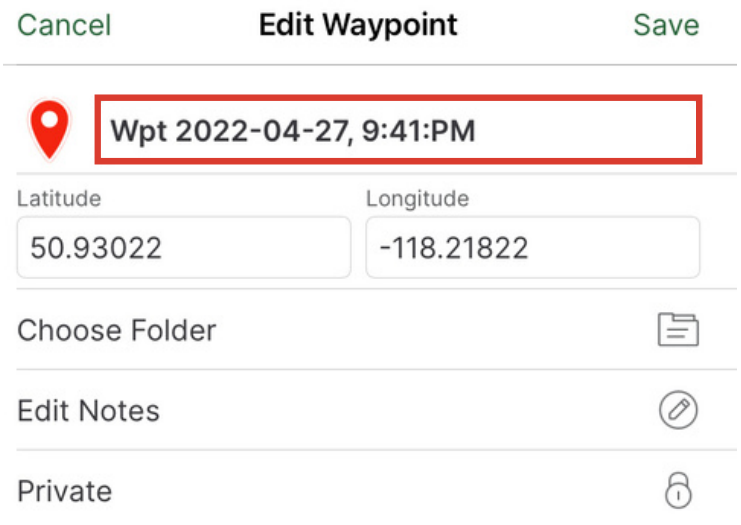 Cancel Edit Waypoint Save
Wpt 2022-04-27, 9:41:PM
Latitude Longitude
50.93022 -118.21822
Choose Folder
Edit Notes
Private